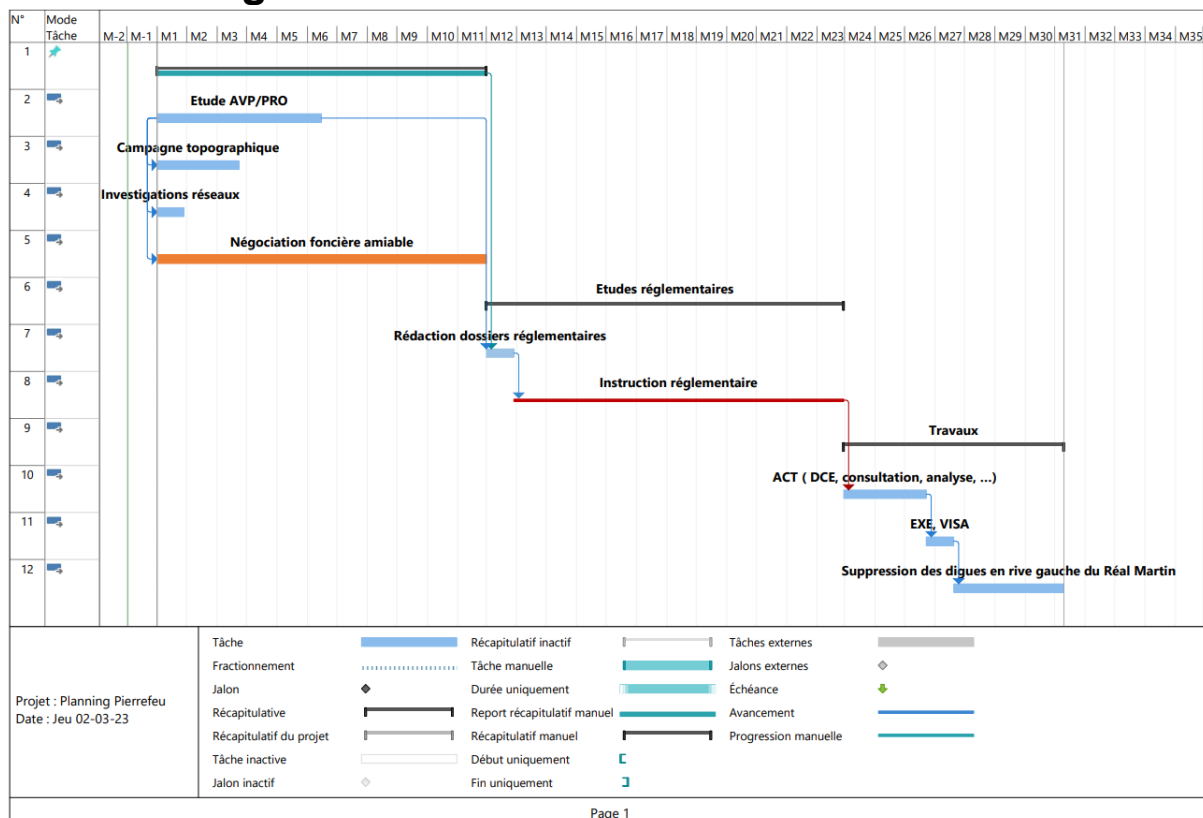 N° Mode Tâche M-2 M-1 M1 M2 M3 M4 M5 M6 M7 M8 M9 M10 M11 M12 M13 M14 M15 M16 M17 M18 M19 M20 M21 M22 M23 M24 M25 M26 M27 M28 M29 M30 M31 M32 M33 M34 M35
1
2 Etude AVP/PRO
3 Campagne topographique
4 Investigations réseaux
5 Négociation foncière amiable
6 Etudes réglementaires
7 Rédaction dossiers réglementaires
8 Instruction réglementaire
9 Travaux
10 ACT ( DCE, consultation, analyse, ...)
11 EXE, VISA
12 Suppression des digues en rive gauche du Réal Martin
Projet : Planning Pierrefeu
Date : Jeu 02-03-23
Tâche
Fractionnement
Jalon
Récapitulative
Récapitulatif du projet
Tâche inactive
Jalon inactif
Récapitulatif inactif
Tâche manuelle
Durée uniquement
Report récapitulatif manuel
Récapitulatif manuel
Début uniquement
Fin uniquement
Tâches externes
Jalons externes
Échéance
Avancement
Progression manuelle
Page 1